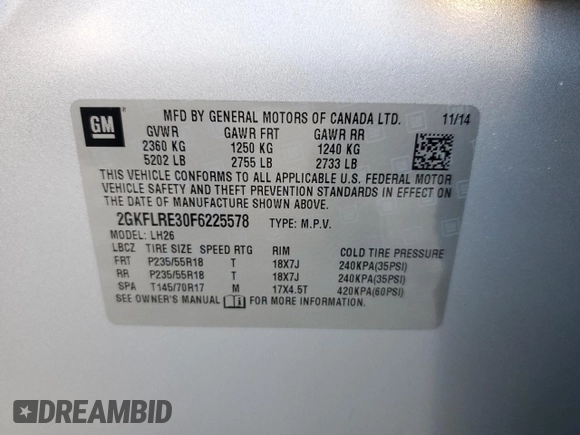 GM
MFD BY GENERAL MOTORS OF CANADA LTD. 11/14
GVWR GAWR FRT GAWR RR
2360 KG 1250 KG 1240 KG
5202 LB 2755 LB 2733 LB
THIS VEHICLE CONFORMS TO ALL APPLICABLE U.S. FEDERAL MOTOR
VEHICLE SAFETY AND THEFT PREVENTION STANDARDS IN EFFECT ON
THE DATE OF MANUFACTURE SHOWN ABOVE.
2GKFLRE30F6225578 TYPE: M.P.V.
MODEL: LH26
LBCZ TIRE SIZE SPEED RTG RIM COLD TIRE PRESSURE
FRT P235/55R18 T 18X7J 240KPA(35PSI)
RR P235/55R18 T 18X7J 240KPA(35PSI)
SPA T145/70R17 M 17X4.5T 420KPA(60PSI)
SEE OWNER'S MANUAL FOR MORE INFORMATION.
DREAMBID